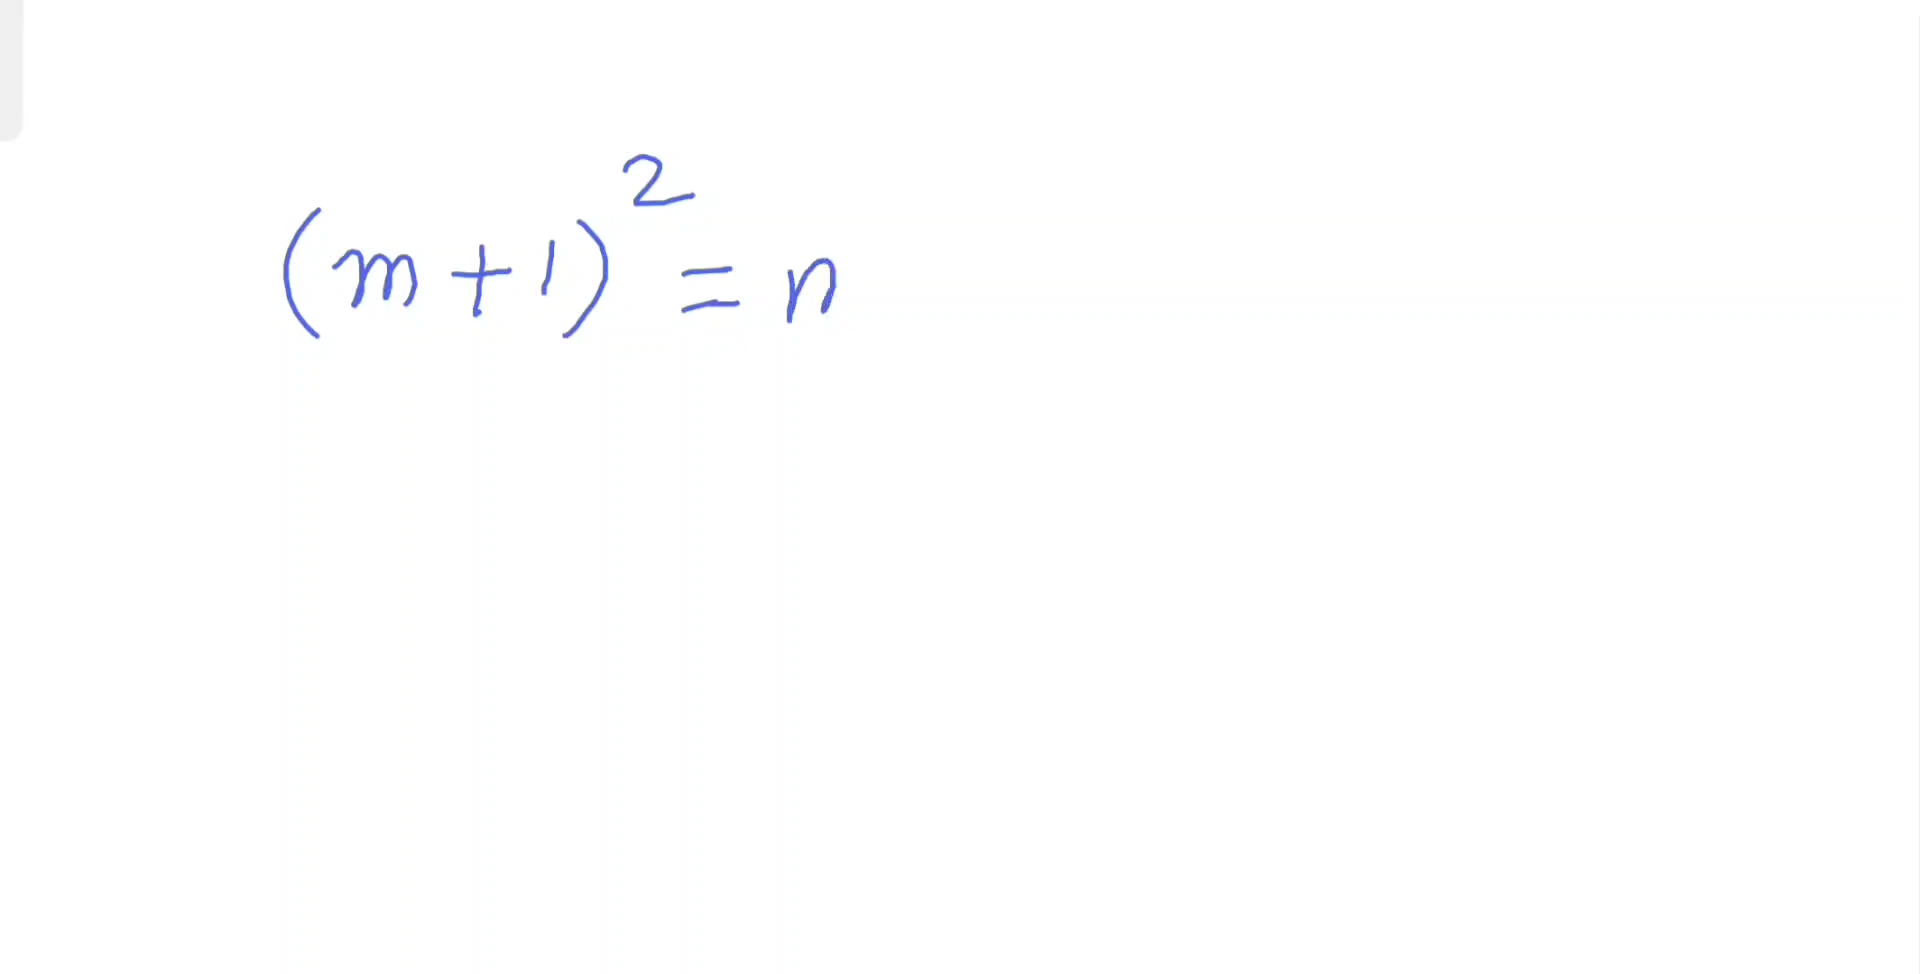 (m+1)² = n